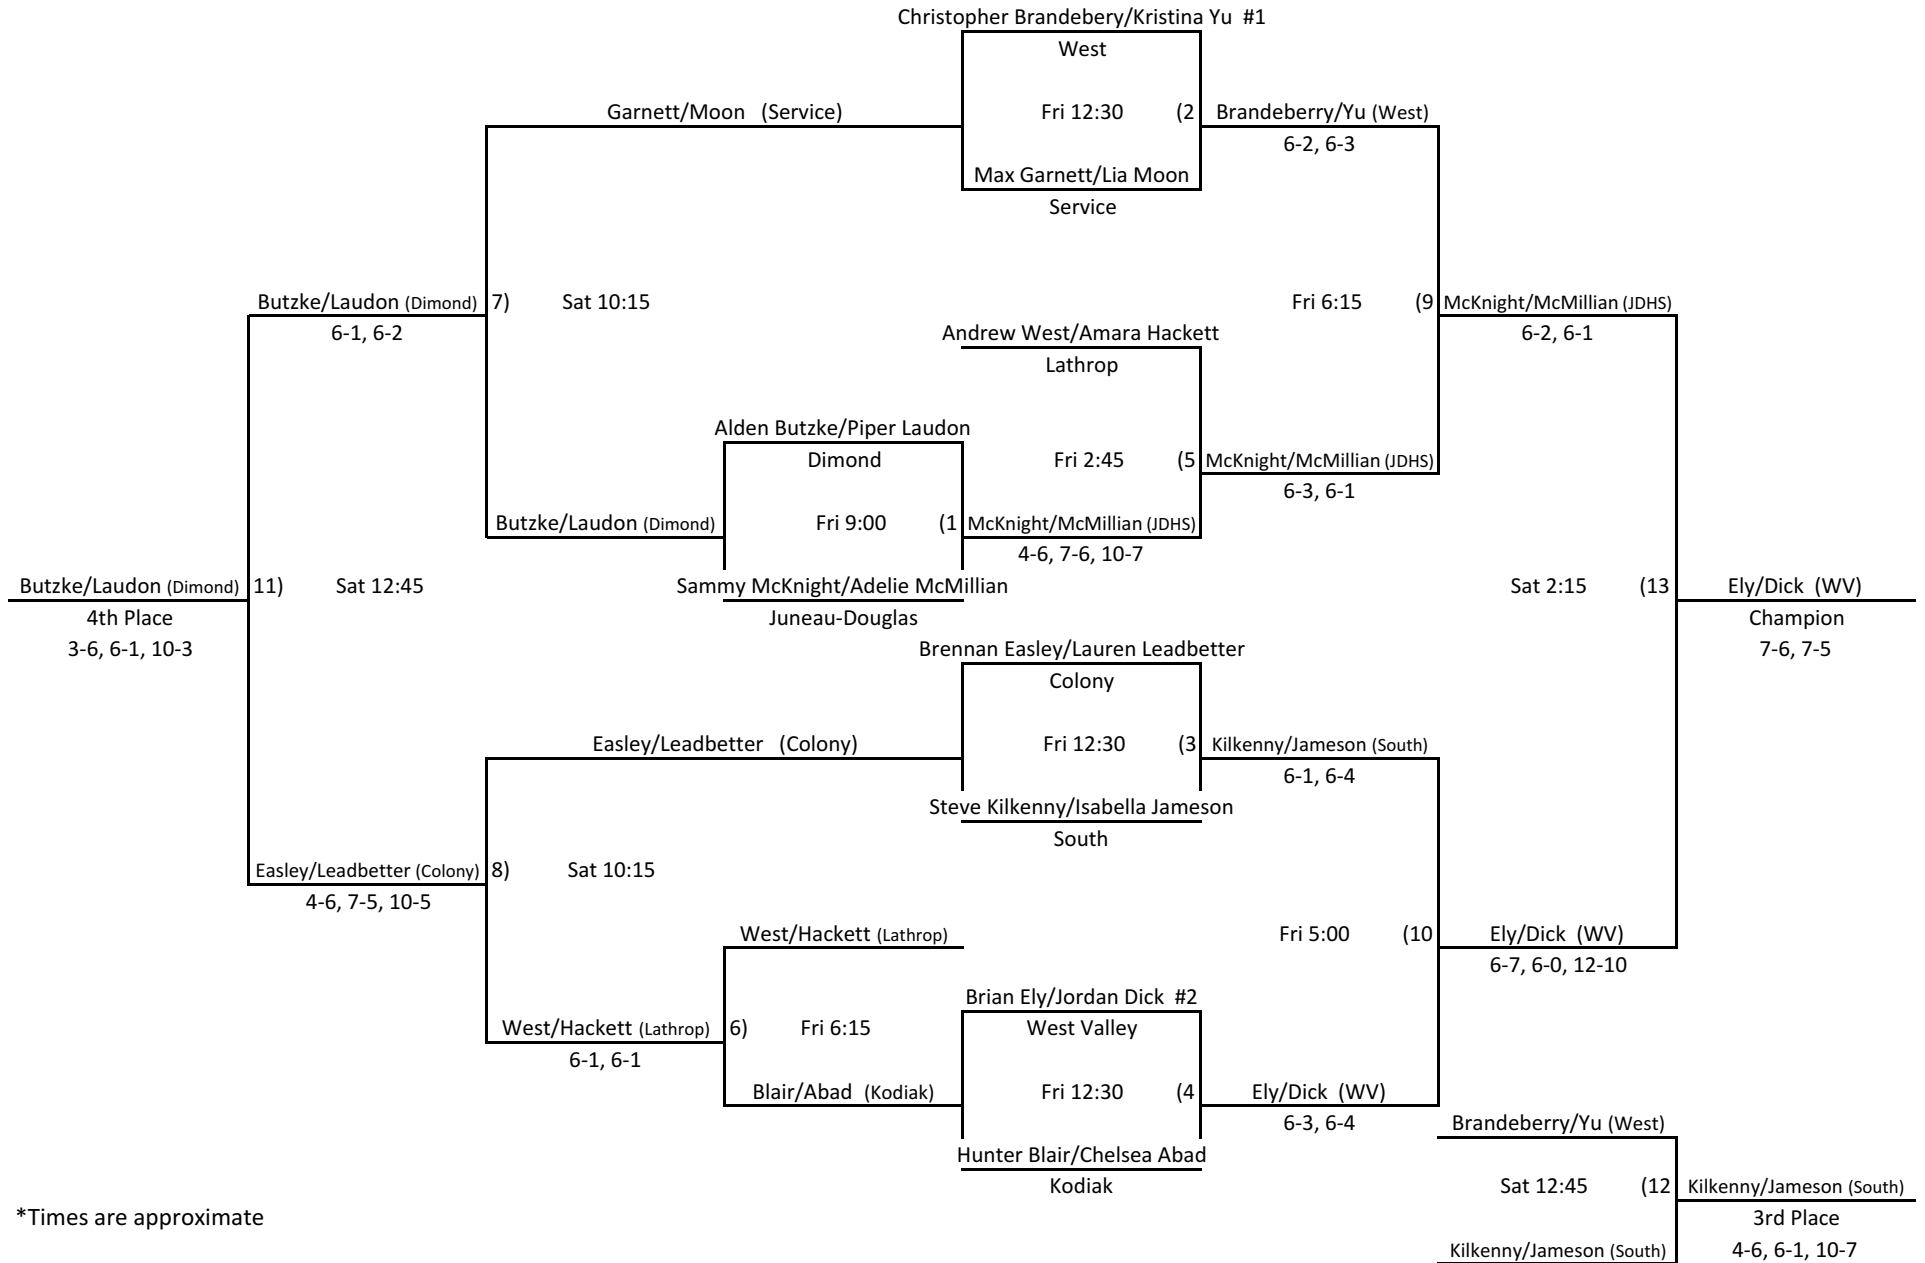 Christopher Brandebery/Kristina Yu  #1
West
Garnett/Moon   (Service)
Fri 12:30
(2
Brandeberry/Yu (West)
6-2, 6-3
Max Garnett/Lia Moon
Service
Butzke/Laudon (Dimond)
7)
Sat 10:15
Fri 6:15
(9
McKnight/McMillian (JDHS)
6-1, 6-2
6-2, 6-1
Andrew West/Amara Hackett
Lathrop
Alden Butzke/Piper Laudon
Dimond
Fri 2:45
(5
McKnight/McMillian (JDHS)
6-3, 6-1
Butzke/Laudon (Dimond)
Fri 9:00
(1
McKnight/McMillian (JDHS)
4-6, 7-6, 10-7
Butzke/Laudon (Dimond)
11)
Sat 12:45
Sammy McKnight/Adelie McMillian
Sat 2:15
(13
Ely/Dick  (WV)
4th Place
Juneau-Douglas
Champion
3-6, 6-1, 10-3
Brennan Easley/Lauren Leadbetter
7-6, 7-5
Colony
Easley/Leadbetter   (Colony)
Fri 12:30
(3
Kilkenny/Jameson (South)
6-1, 6-4
Steve Kilkenny/Isabella Jameson
South
Easley/Leadbetter (Colony)
8)
Sat 10:15
4-6, 7-5, 10-5
West/Hackett (Lathrop)
Fri 5:00
(10
Ely/Dick  (WV)
6-7, 6-0, 12-10
Brian Ely/Jordan Dick  #2
West/Hackett (Lathrop)
6)
Fri 6:15
West Valley
6-1, 6-1
Blair/Abad  (Kodiak)
Fri 12:30
(4
Ely/Dick  (WV)
6-3, 6-4
Brandeberry/Yu (West)
Hunter Blair/Chelsea Abad
Kodiak
Sat 12:45
(12
Kilkenny/Jameson (South)
*Times are approximate
3rd Place
Kilkenny/Jameson (South)
4-6, 6-1, 10-7